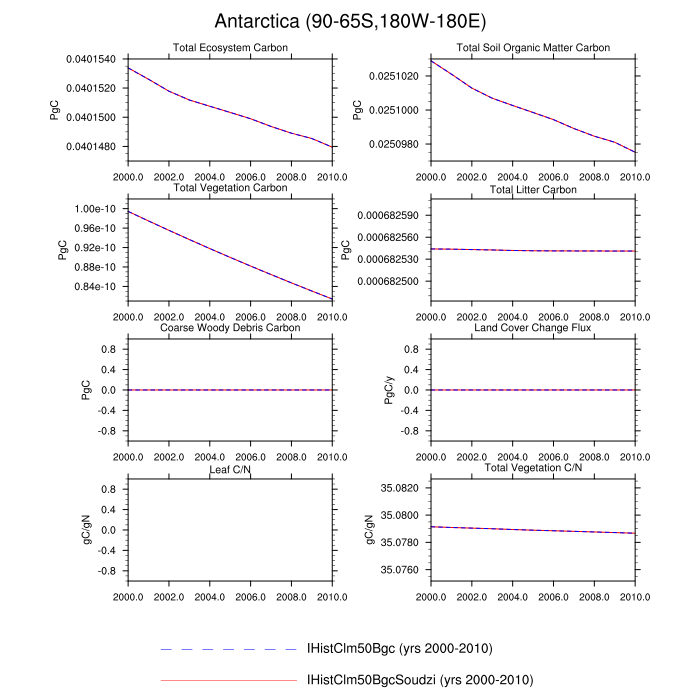 Antarctica (90-65S,180W-180E)
Total Ecosystem Carbon
PgC
0.0401540
0.0401520
0.0401500
0.0401480
2000.0 2002.0 2004.0 2006.0 2008.0 2010.0
Total Soil Organic Matter Carbon
PgC
0.0251020
0.0251000
0.0250980
2000.0 2002.0 2004.0 2006.0 2008.0 2010.0
Total Vegetation Carbon
PgC
1.00e-10
0.96e-10
0.92e-10
0.88e-10
0.84e-10
2000.0 2002.0 2004.0 2006.0 2008.0 2010.0
Total Litter Carbon
PgC
0.000682590
0.000682560
0.000682530
0.000682500
2000.0 2002.0 2004.0 2006.0 2008.0 2010.0
Coarse Woody Debris Carbon
PgC
0.8
0.4
0.0
-0.4
-0.8
2000.0 2002.0 2004.0 2006.0 2008.0 2010.0
Land Cover Change Flux
PgC/y
0.8
0.4
0.0
-0.4
-0.8
2000.0 2002.0 2004.0 2006.0 2008.0 2010.0
Leaf C/N
gC/gN
0.8
0.4
0.0
-0.4
-0.8
2000.0 2002.0 2004.0 2006.0 2008.0 2010.0
Total Vegetation C/N
gC/gN
35.0820
35.0800
35.0780
35.0760
2000.0 2002.0 2004.0 2006.0 2008.0 2010.0
IHistClm50Bgc (yrs 2000-2010)
IHistClm50BgcSoudzi (yrs 2000-2010)